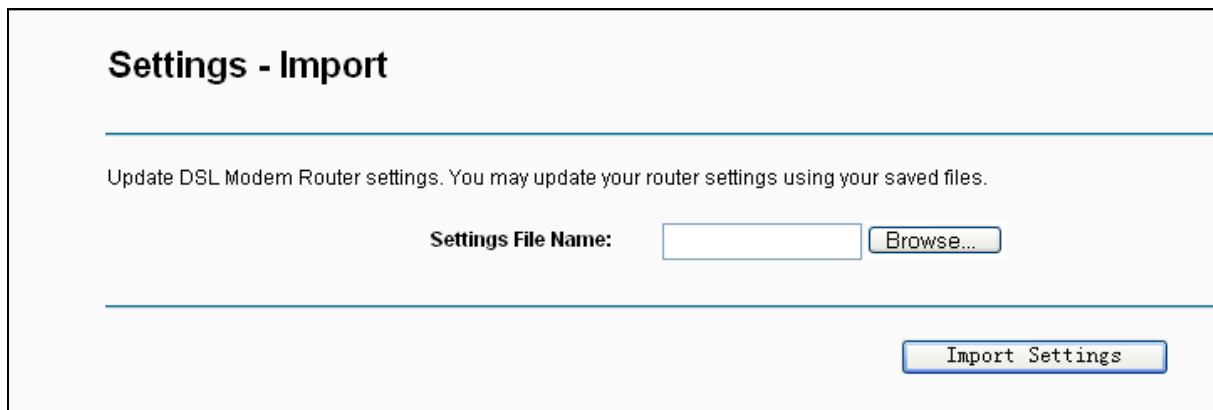 Settings - Import
Update DSL Modem Router settings. You may update your router settings using your saved files.
Settings File Name:
Browse...
Import Settings